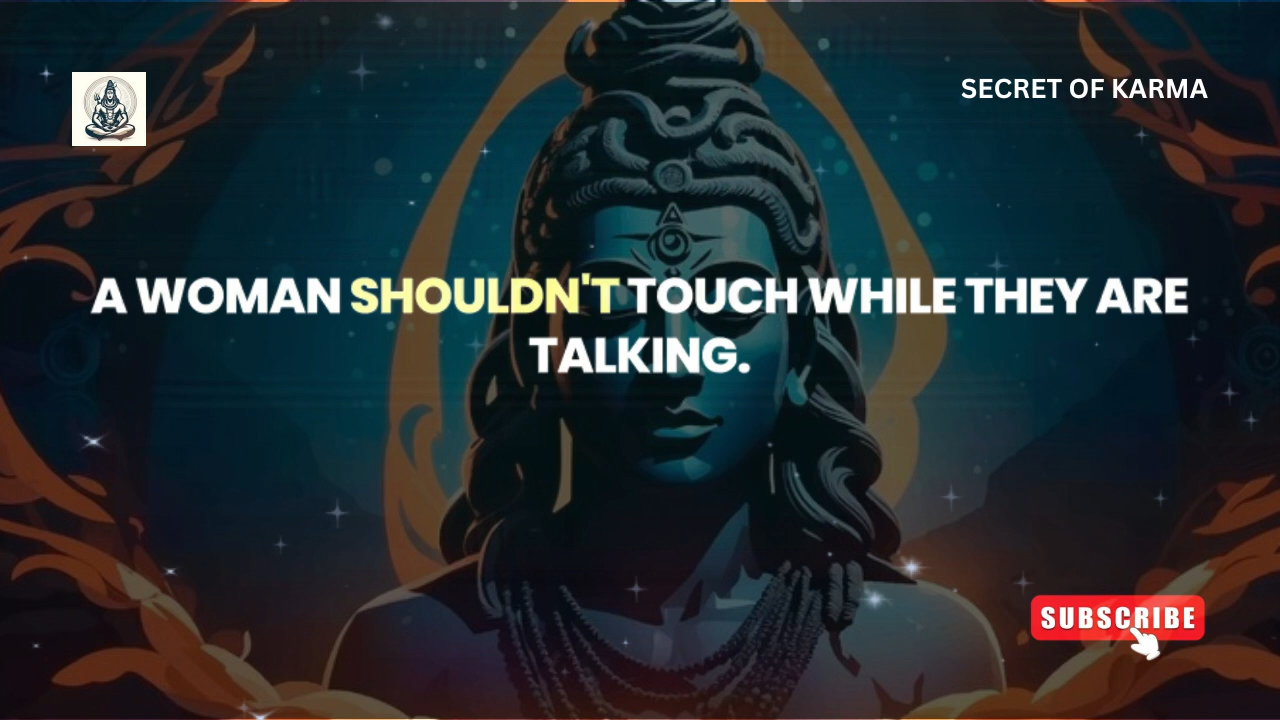 SECRET OF KARMA
A WOMAN SHOULDN'T TOUCH WHILE THEY ARE
TALKING.
SUBSCRIBE